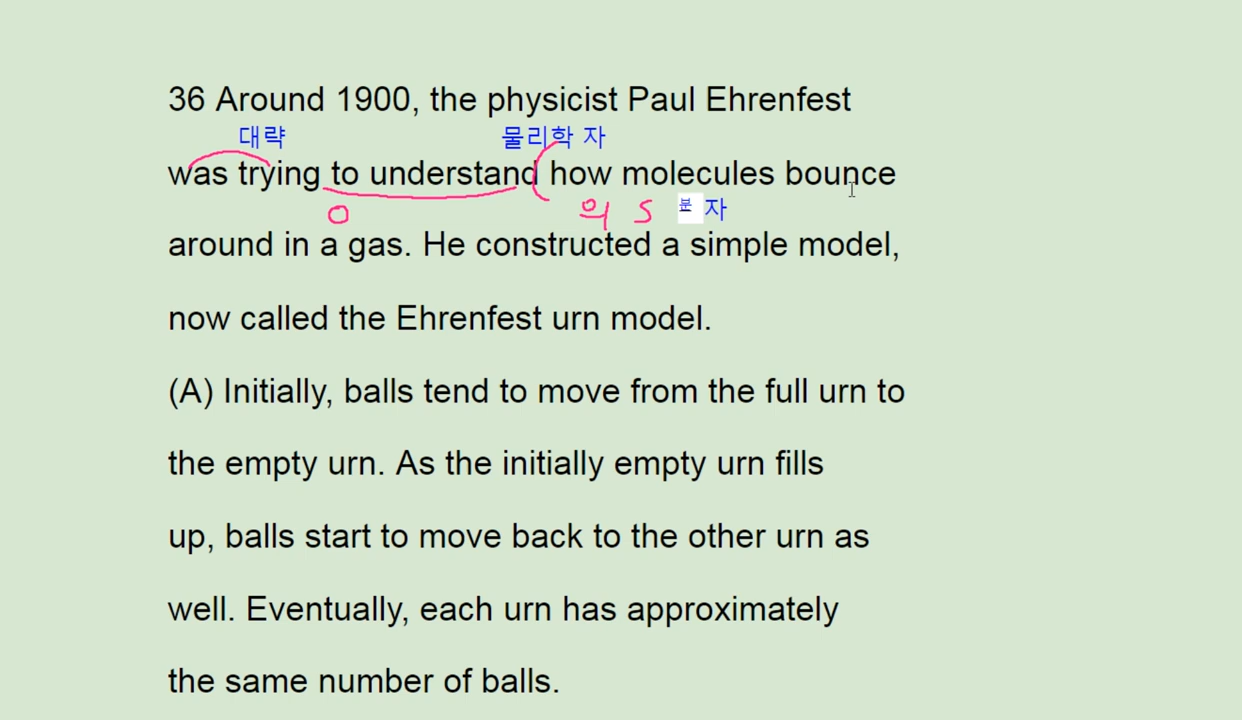 36 Around 1900, the physicist Paul Ehrenfest
대략 물리학 자
was trying to understand how molecules bounce
O 의 S 분 자
around in a gas. He constructed a simple model,
now called the Ehrenfest urn model.
(A) Initially, balls tend to move from the full urn to
the empty urn. As the initially empty urn fills
up, balls start to move back to the other urn as
well. Eventually, each urn has approximately
the same number of balls.